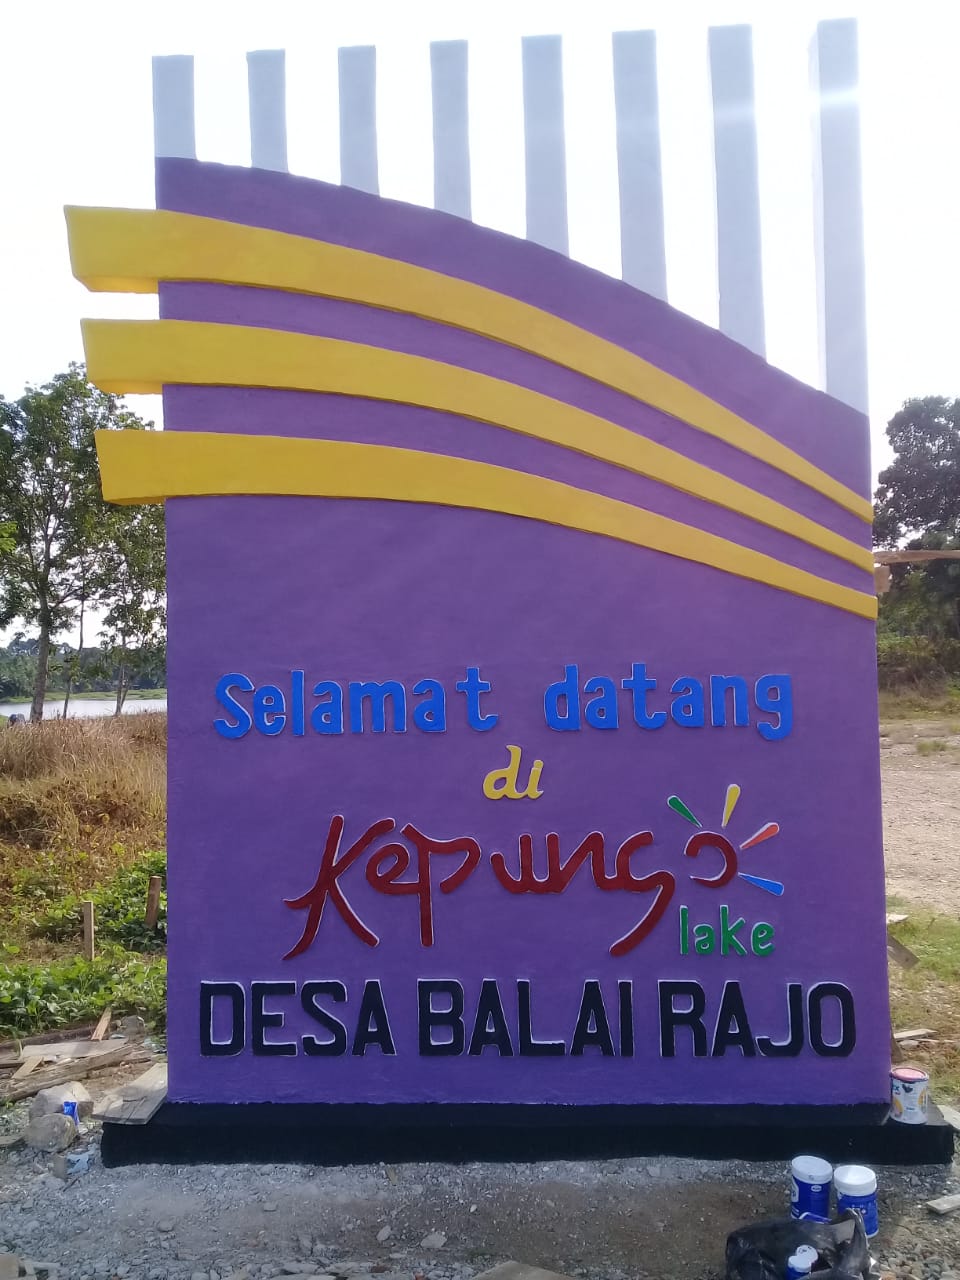 Selamat datang
di
Kepungo
lake
DESA BALAI RAJO